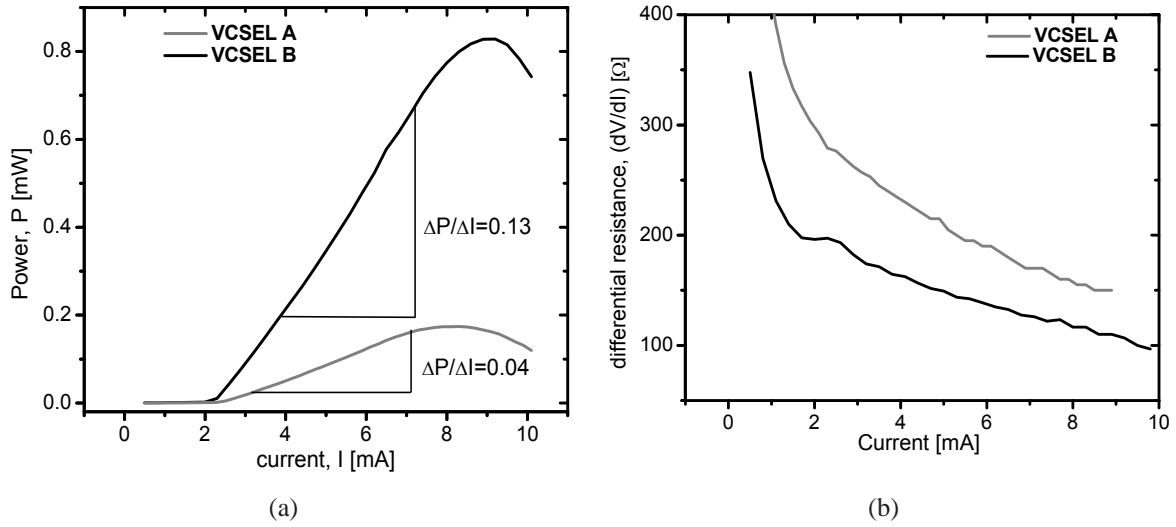 VCSEL A
VCSEL B
Power, P [mW]
0.8
0.6
0.4
0.2
0.0
ΔP/ΔI=0.13
ΔP/ΔI=0.04
0 2 4 6 8 10
current, I [mA]
(a)
VCSEL A
VCSEL B
differential resistance, (dV/dI) [Ω]
400
300
200
100
0 2 4 6 8 10
Current [mA]
(b)